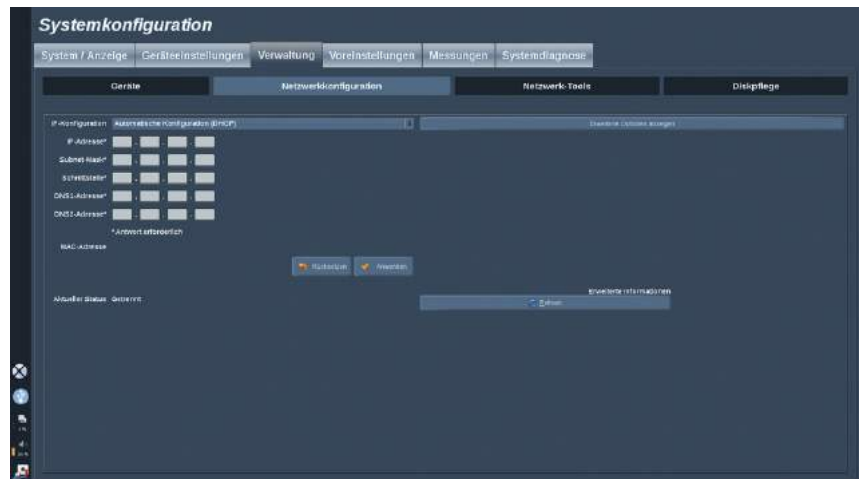 Systemkonfiguration
System / Anzeige Geräteeinstellungen Verwaltung Voreinstellungen Messungen Systemdiagnose
Geräte Netzwerkkonfiguration Netzwerk-Tools Diskpflege
IP-Konfiguration Automatische Konfiguration (DHCP) Erweiterte Optionen anzeigen
IP-Adresse*
Subnet-Mask*
Schnittstelle*
DNS1-Adresse*
DNS2-Adresse*
*Antwort erforderlich
MAC-Adresse
Rücksetzen Anwenden
Erweiterte Informationen
Aktueller Status Getrennt